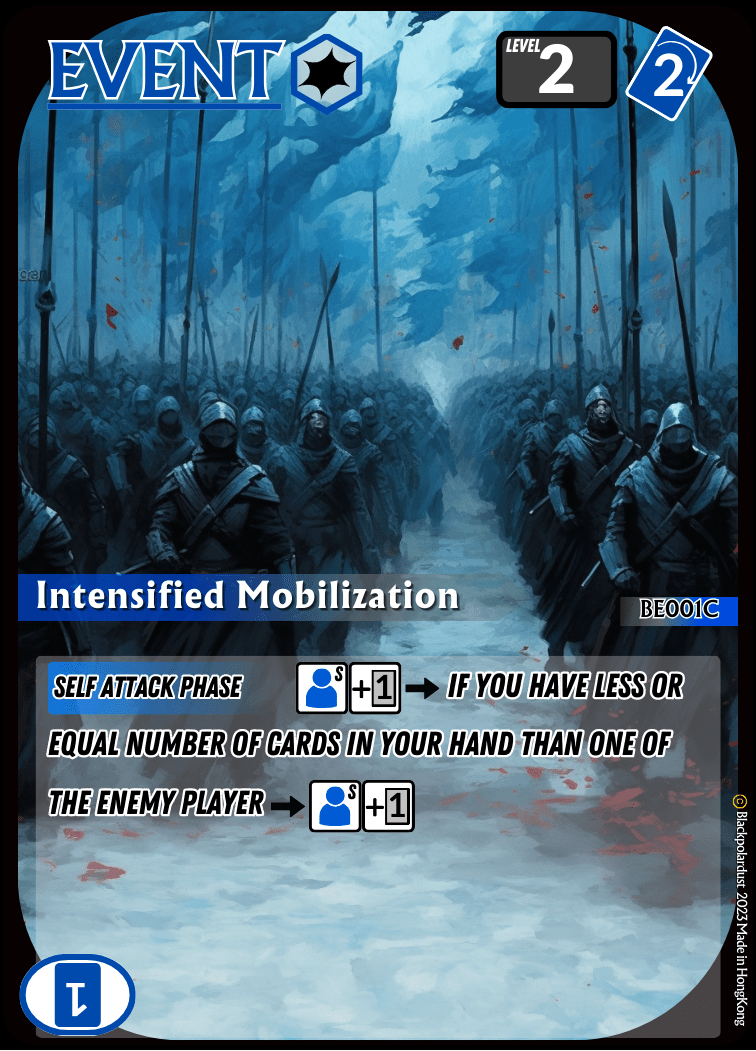 EVENT
LEVEL 2
2
Intensified Mobilization
BE001C
SELF ATTACK PHASE S +1 → IF YOU HAVE LESS OR
EQUAL NUMBER OF CARDS IN YOUR HAND THAN ONE OF
THE ENEMY PLAYER → S +1
© Blackpolardust 2023 Made in HongKong
1